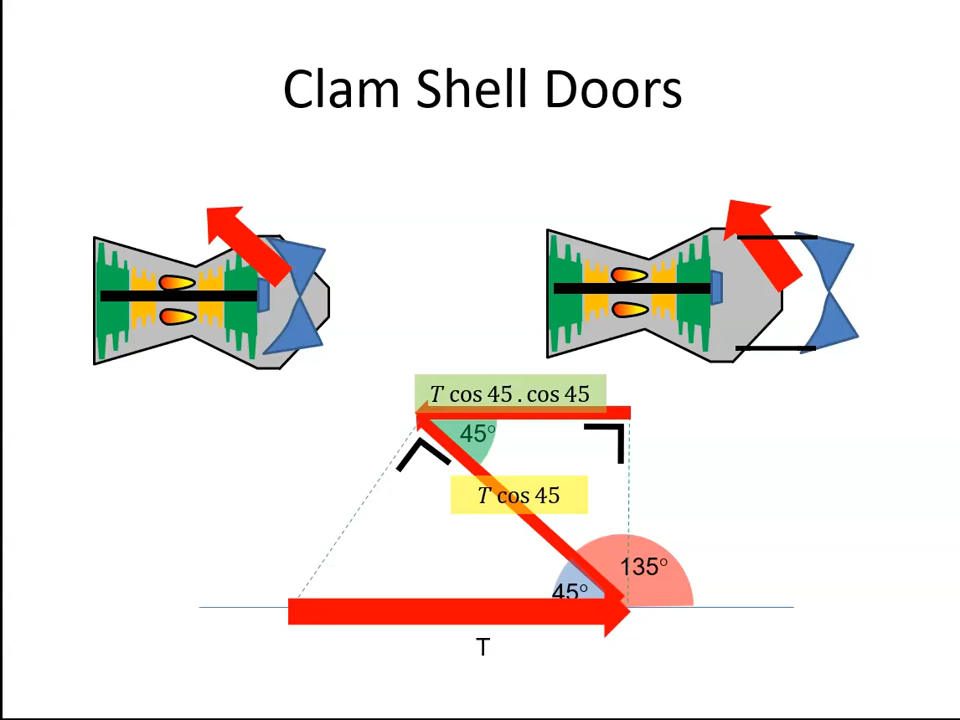 Clam Shell Doors
𝑇 cos 45 . cos 45
45°
𝑇 cos 45
135°
45°
T